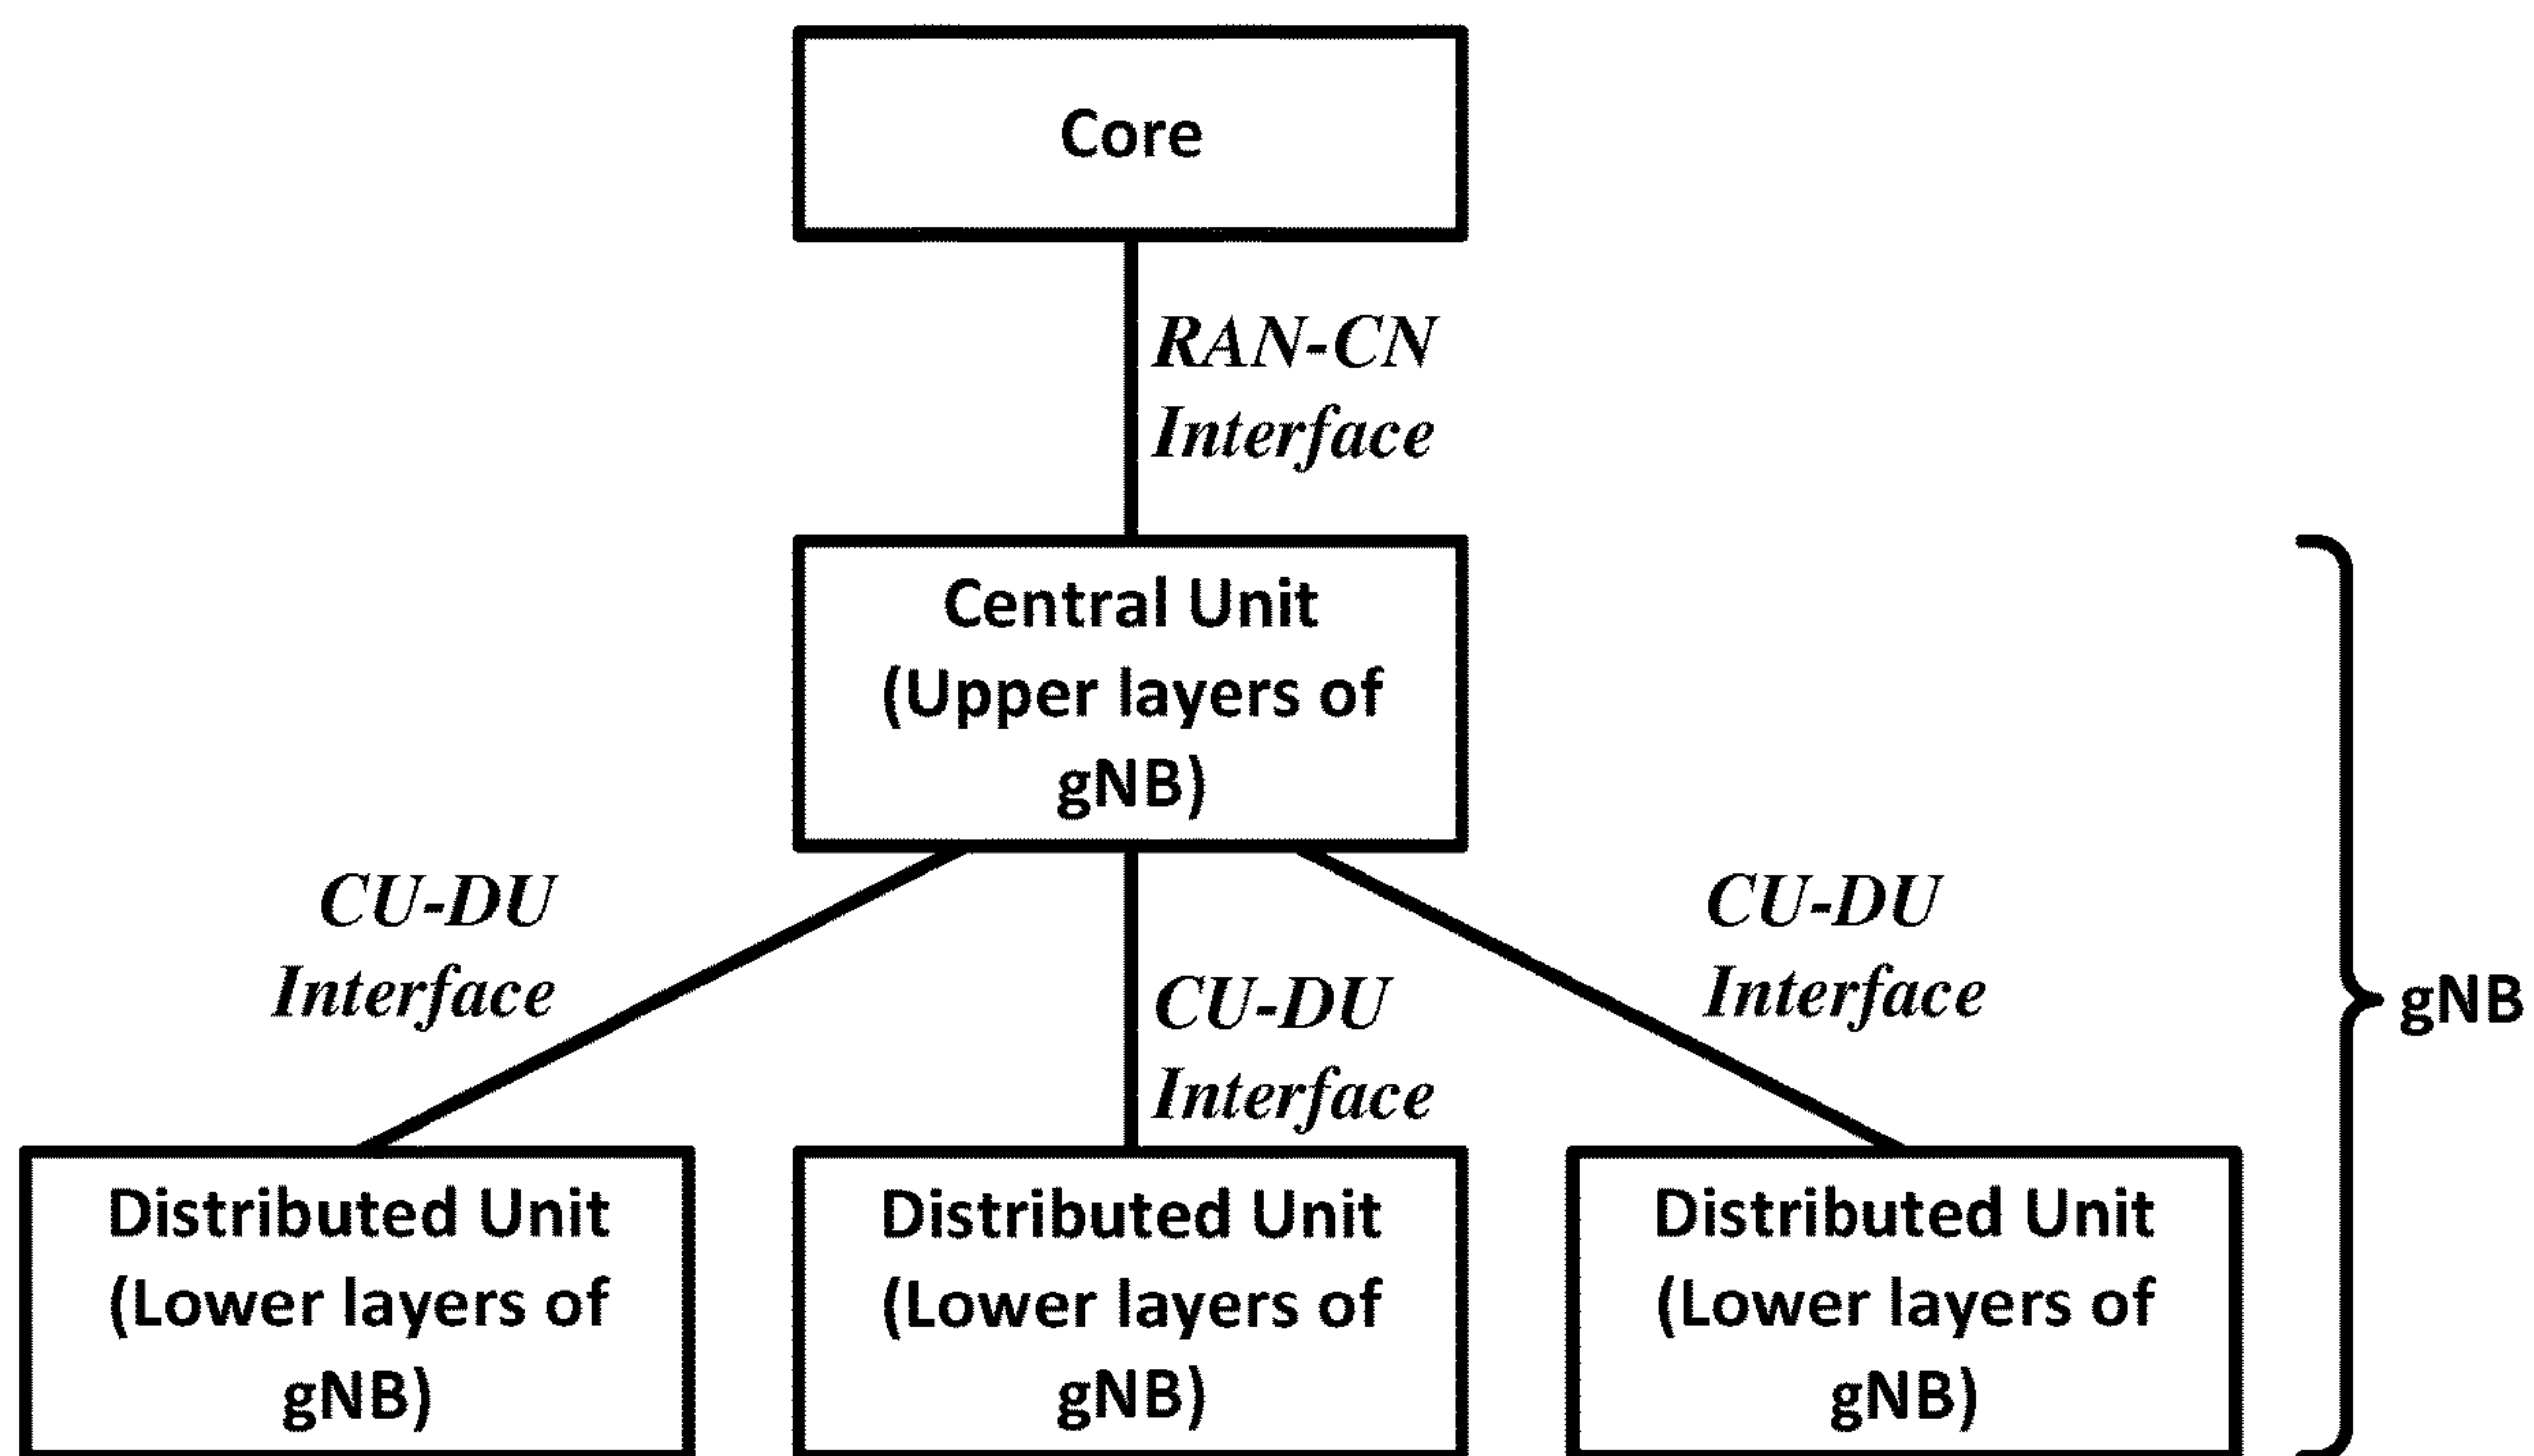 Core
RAN-CN
Interface
Central Unit
(Upper layers of
gNB)
CU-DU
Interface
CU-DU
Interface
CU-DU
Interface
gNB
Distributed Unit
(Lower layers of
gNB)
Distributed Unit
(Lower layers of
gNB)
Distributed Unit
(Lower layers of
gNB)